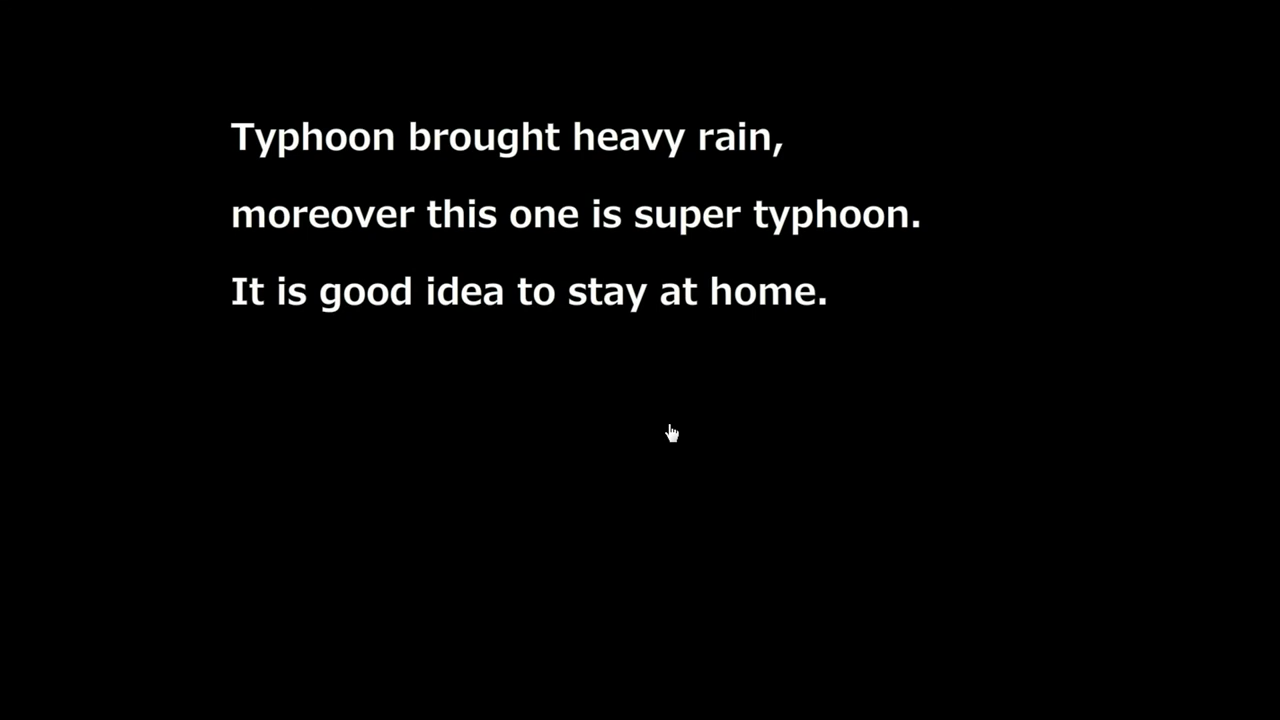 Typhoon brought heavy rain,
moreover this one is super typhoon.
It is good idea to stay at home.